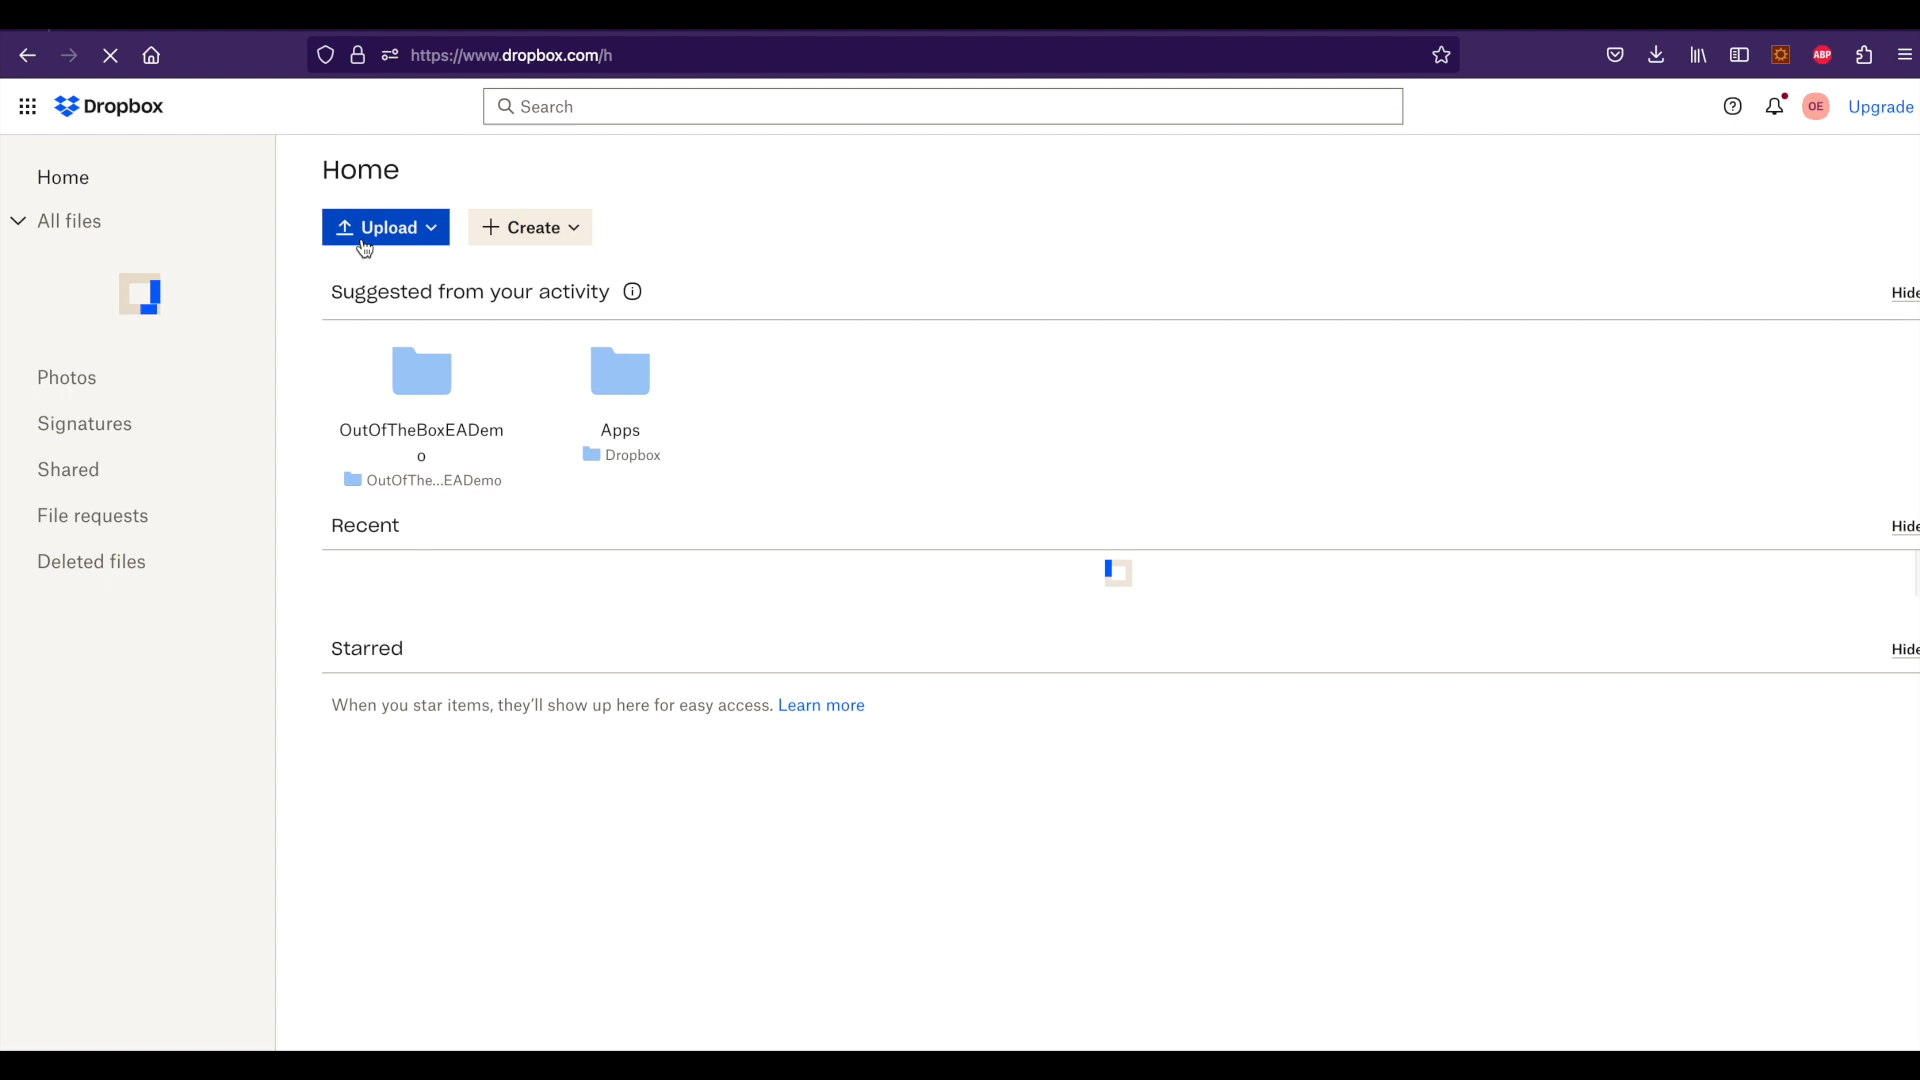 https://www.dropbox.com/h
ABP
Dropbox
Search
OE
Upgrade
Home
All files
Photos
Signatures
Shared
File requests
Deleted files
Home
Upload
Create
Suggested from your activity
Hide
OutOfTheBoxEADem
o
OutOfThe...EADemo
Apps
Dropbox
Recent
Hide
Starred
Hide
When you star items, they'll show up here for easy access. Learn more